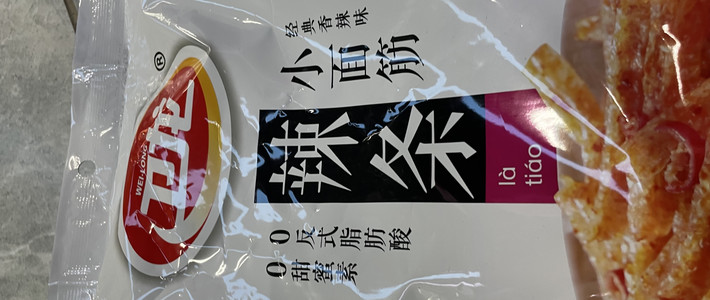 卫龙®
WEI-LONG
经典香辣味
小面筋
辣条
là
tiáo
0反式脂肪酸
0甜蜜素